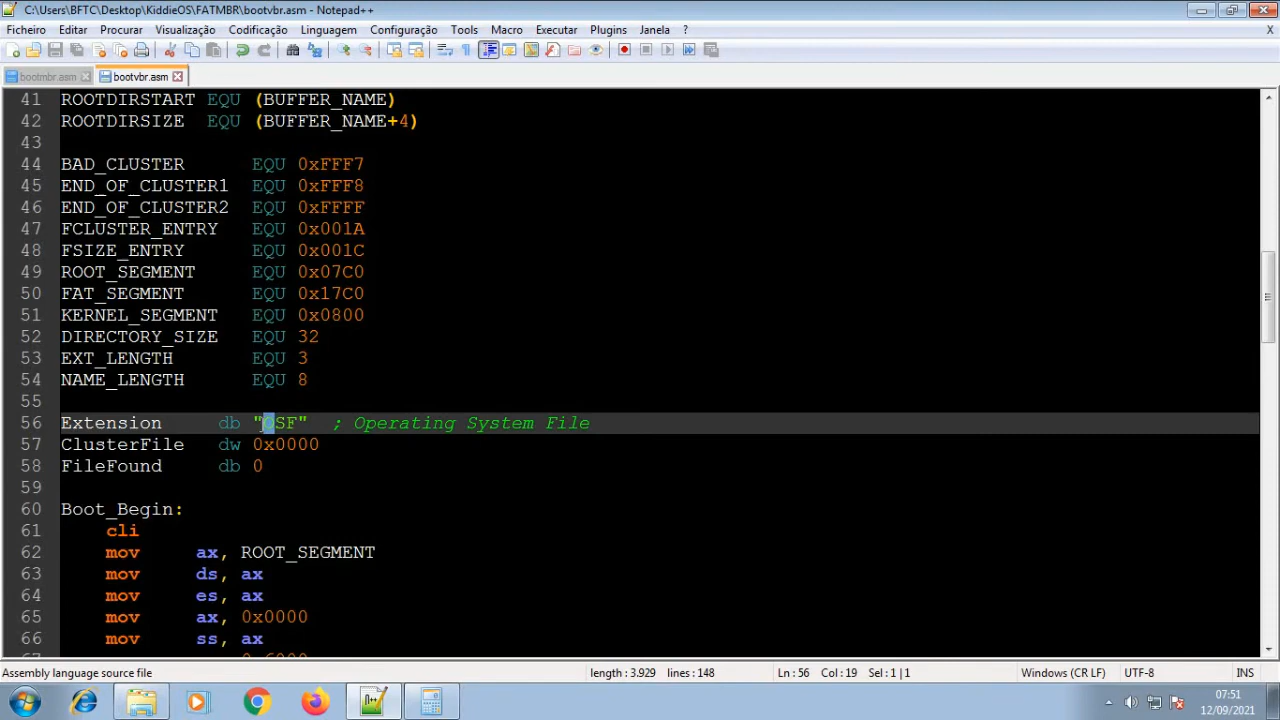 C:\Users\BFTC\Desktop\KiddieOS\FATMBR\bootvbr.asm - Notepad++
Ficheiro Editar Procurar Visualização Codificação Linguagem Configuração Tools Macro Executar Plugins Janela ? X
bootmbr.asm bootvbr.asm
41 ROOTDIRSTART EQU (BUFFER_NAME)
42 ROOTDIRSIZE EQU (BUFFER_NAME+4)
43
44 BAD_CLUSTER EQU 0xFFF7
45 END_OF_CLUSTER1 EQU 0xFFF8
46 END_OF_CLUSTER2 EQU 0xFFFF
47 FCLUSTER_ENTRY EQU 0x001A
48 FSIZE_ENTRY EQU 0x001C
49 ROOT_SEGMENT EQU 0x07C0
50 FAT_SEGMENT EQU 0x17C0
51 KERNEL_SEGMENT EQU 0x0800
52 DIRECTORY_SIZE EQU 32
53 EXT_LENGTH EQU 3
54 NAME_LENGTH EQU 8
55
56 Extension db "OSF" ; Operating System File
57 ClusterFile dw 0x0000
58 FileFound db 0
59
60 Boot_Begin:
61 cli
62 mov ax, ROOT_SEGMENT
63 mov ds, ax
64 mov es, ax
65 mov ax, 0x0000
66 mov ss, ax
Assembly language source file length : 3.929 lines : 148 Ln : 56 Col : 19 Sel : 1 | 1 Windows (CR LF) UTF-8 INS
07:51
12/09/2021